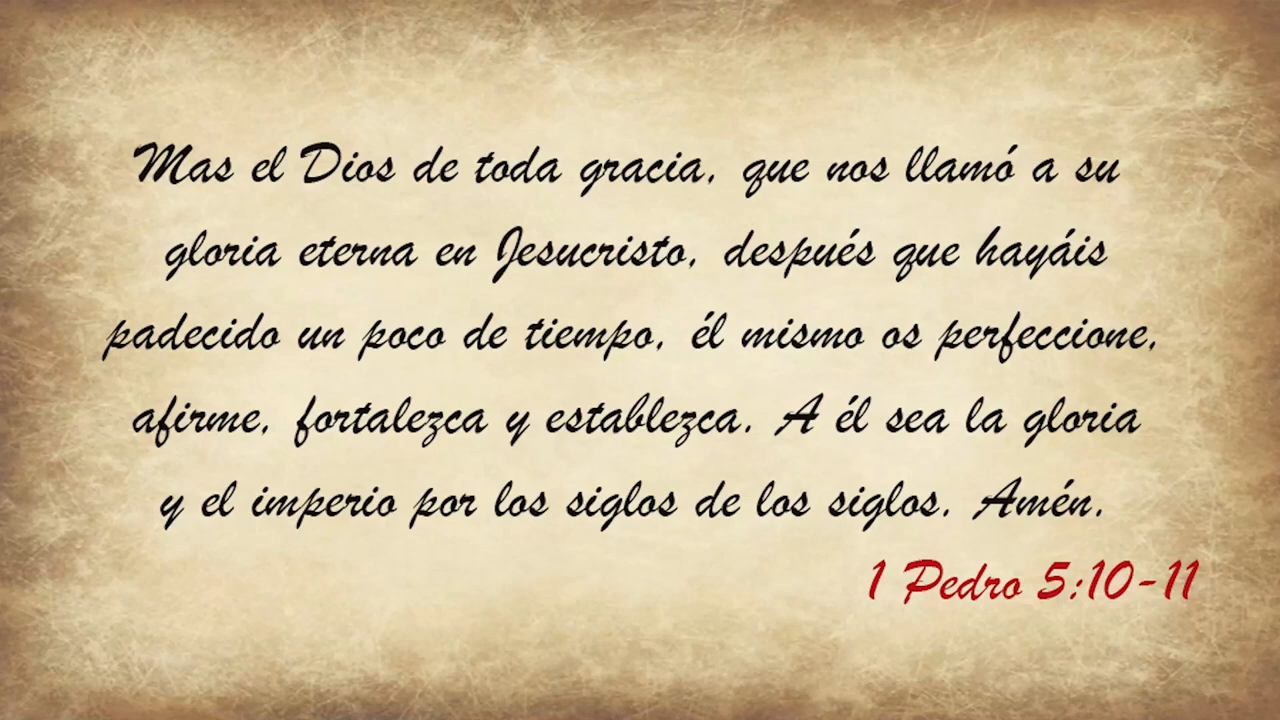 Mas el Dios de toda gracia, que nos llamó a su
gloria eterna en Jesucristo, después que hayáis
padecido un poco de tiempo, él mismo os perfeccione,
afirme, fortalezca y establezca. A él sea la gloria
y el imperio por los siglos de los siglos. Amén.
1 Pedro 5:10-11